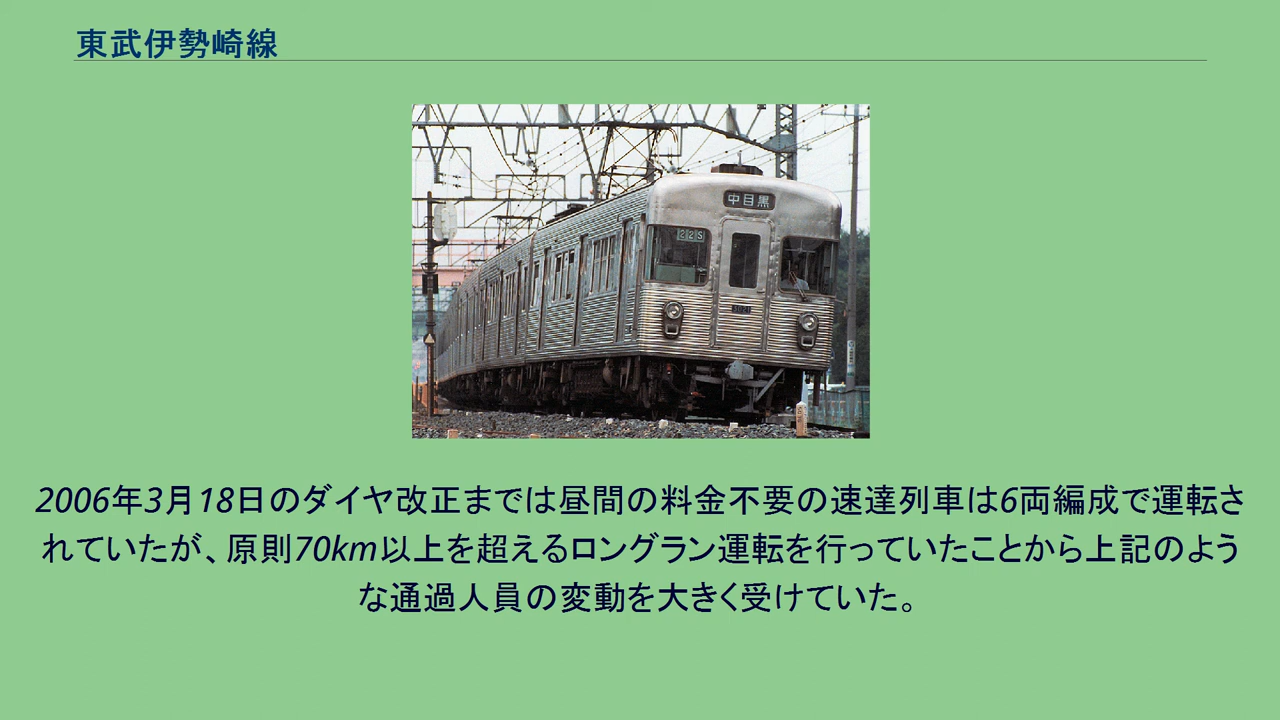 東武伊勢崎線
中目黒
22S
2006年3月18日のダイヤ改正までは昼間の料金不要の速達列車は6両編成で運転さ
れていたが、原則70km以上を超えるロングラン運転を行っていたことから上記のよう
な通過人員の変動を大きく受けていた。